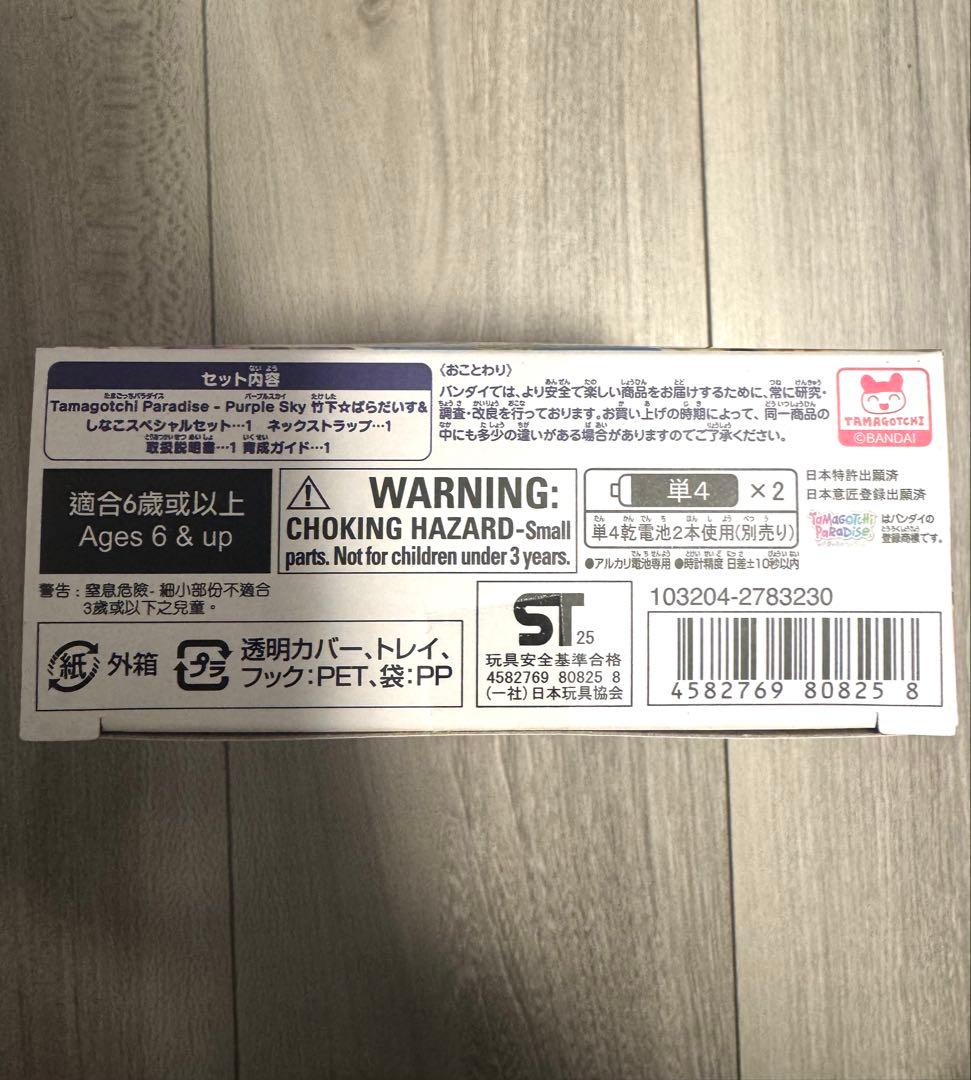 セット内容
Tamagotchi Paradise - Purple Sky 竹下☆ぱらだいす&
しなこスペシャルセット…1 ネックストラップ…1
取扱説明書…1 育成ガイド…1
〈おことわり〉
バンダイでは、より安全で楽しい商品をお届けするために、常に研究・
調査・改良を行っております。お買い上げの時期によって、同一商品の
中にも多少の違いがある場合がありますのでご了承ください。
TAMAGOTCHI
©BANDAI
適合6歲或以上
Ages 6 & up
WARNING:
CHOKING HAZARD-Small
parts. Not for children under 3 years.
単4 ×2
単4乾電池2本使用(別売り)
●アルカリ電池専用 ●時計精度 日差±10秒以内
日本特許出願済
日本意匠登録出願済
TAMAGOTCHI PARADISE はバンダイの
登録商標です。
警告:窒息危險-細小部份不適合
3歲或以下之兒童。
紙 外箱
プラ 透明カバー、トレイ、
フック:PET、袋:PP
ST 25
玩具安全基準合格
4582769 80825 8
(一社)日本玩具協会
103204-2783230
4582769 80825 8